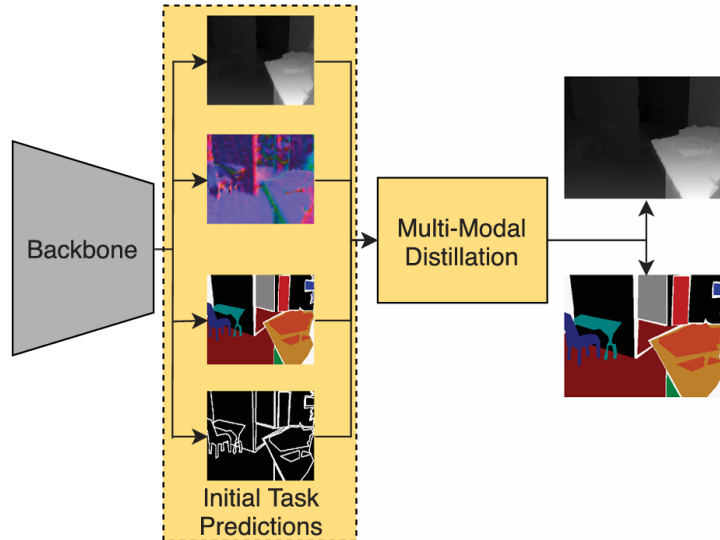 Backbone
Initial Task
Predictions
Multi-Modal
Distillation